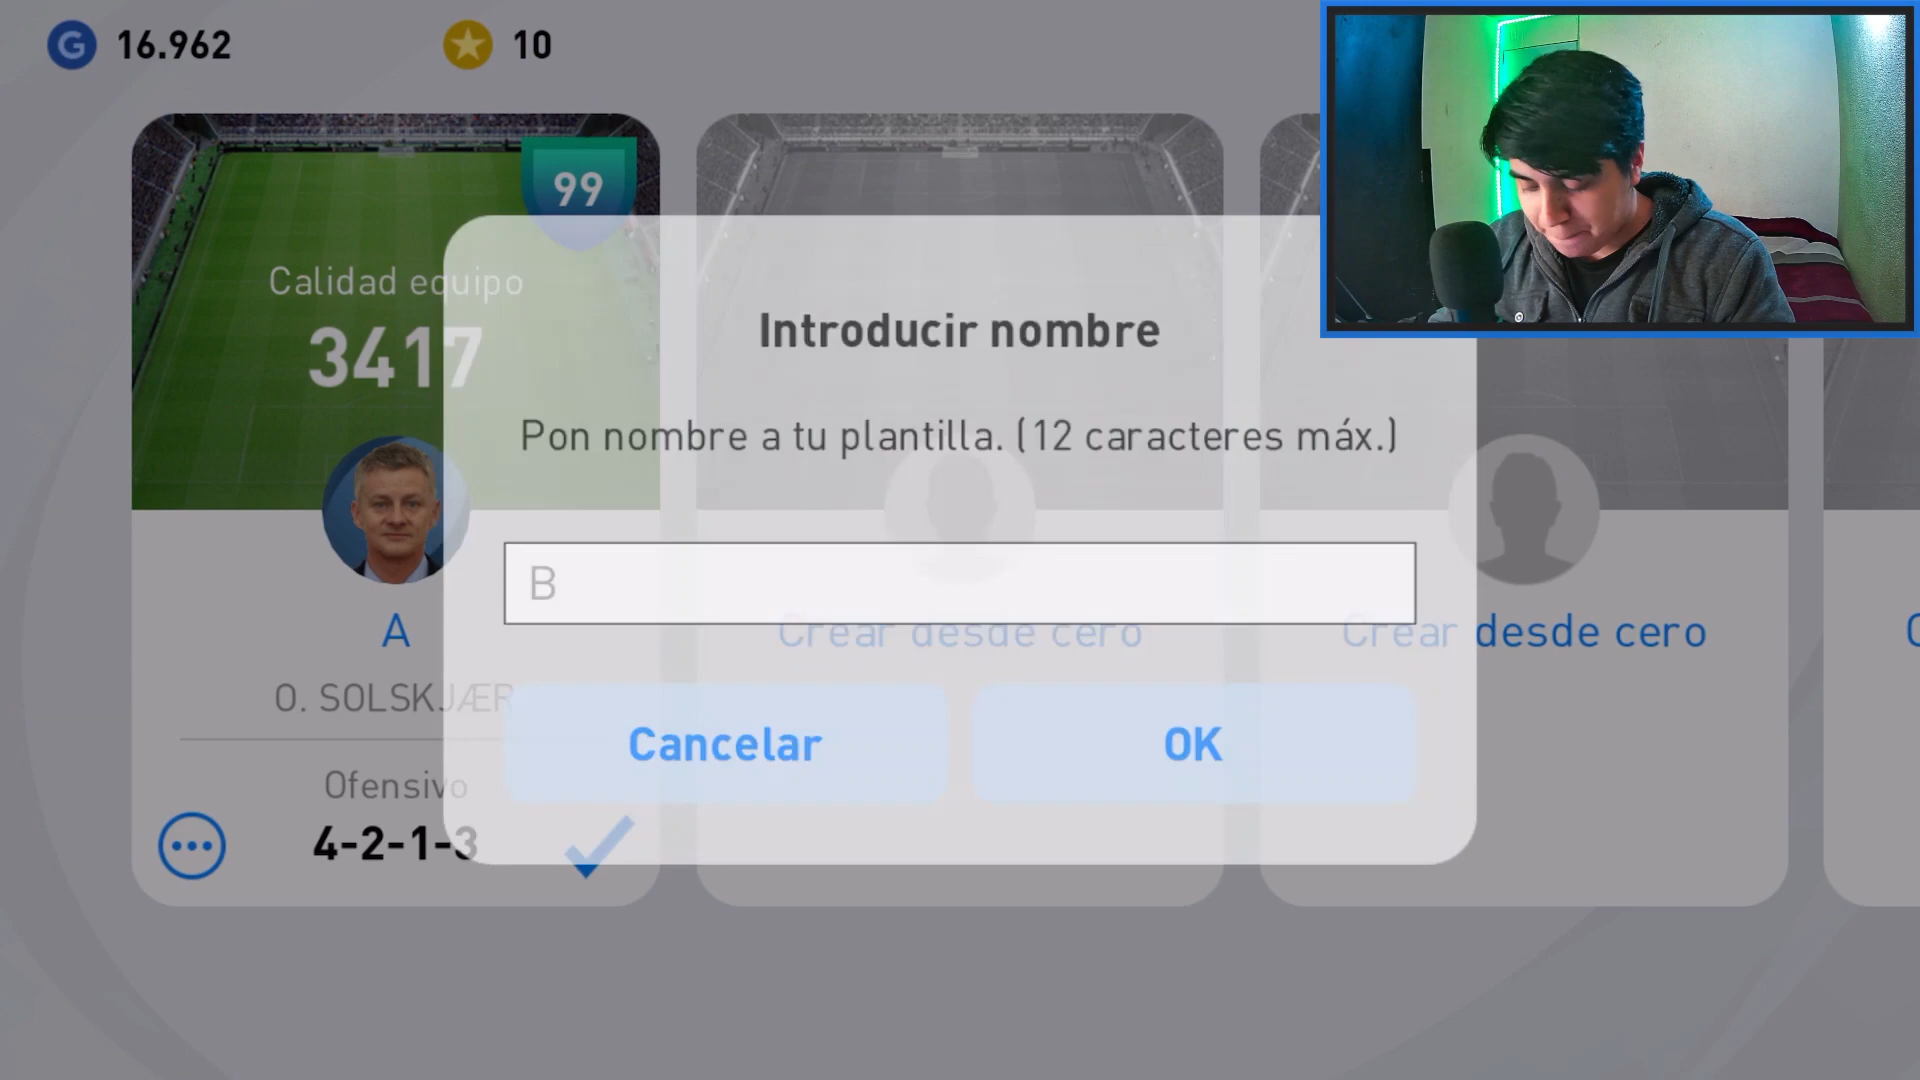 G 16.962
10
99
Calidad equipo
3417
Introducir nombre
Pon nombre a tu plantilla. (12 caracteres máx.)
B
A
Crear desde cero
Crear desde cero
O. SOLSKJÆR
Cancelar
OK
Ofensivo
4-2-1-3